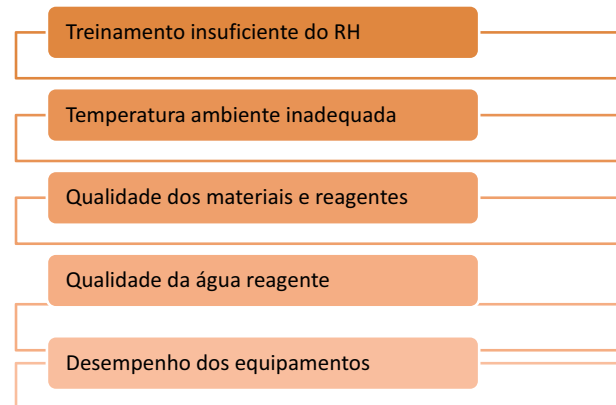 Treinamento insuficiente do RH
Temperatura ambiente inadequada
Qualidade dos materiais e reagentes
Qualidade da água reagente
Desempenho dos equipamentos